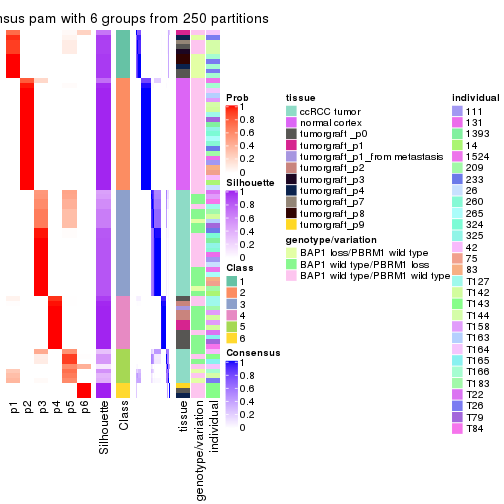 nsus pam with 6 groups from 250 partitions
Prob
1
0.8
0.6
0.4
0.2
0
Silhouette
1
0.8
0.6
0.4
0.2
0
Class
1
2
3
4
5
6
Consensus
1
0.8
0.6
0.4
0.2
0
tissue
ccRCC tumor
normal cortex
tumorgraft_p0
tumorgraft_p1
tumorgraft_p1_from metastasis
tumorgraft_p2
tumorgraft_p3
tumorgraft_p4
tumorgraft_p7
tumorgraft_p8
tumorgraft_p9
genotype/variation
BAP1 loss/PBRM1 wild type
BAP1 wild type/PBRM1 loss
BAP1 wild type/PBRM1 wild type
individual
111
131
1393
14
1524
209
233
26
260
265
324
325
42
75
83
T127
T142
T143
T144
T158
T163
T164
T165
T166
T183
T22
T26
T79
T84
p1
p2
p3
p4
p5
p6
Silhouette
Class
tissue
genotype/variation
individual